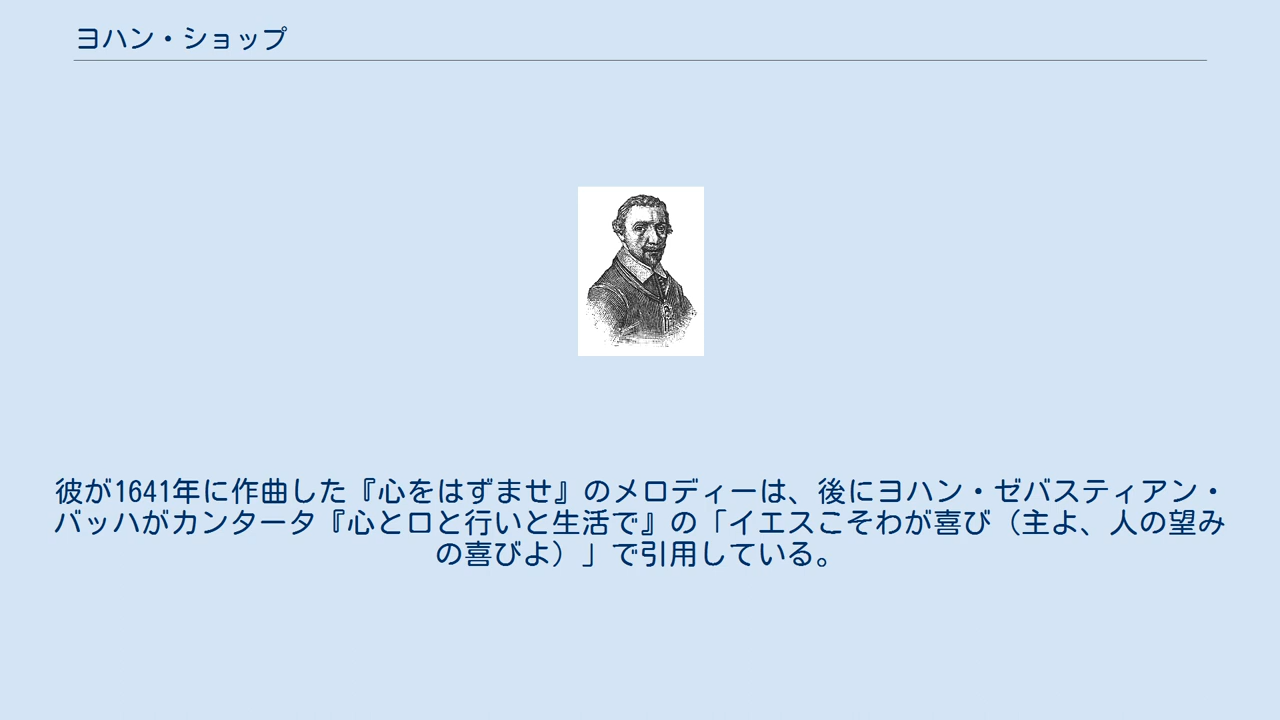 ヨハン・ショップ
彼が1641年に作曲した『心をはずませ』のメロディーは、後にヨハン・ゼバスティアン・
バッハがカンタータ『心と口と行いと生活で』の「イエスこそわが喜び（主よ、人の望み
の喜びよ）」で引用している。